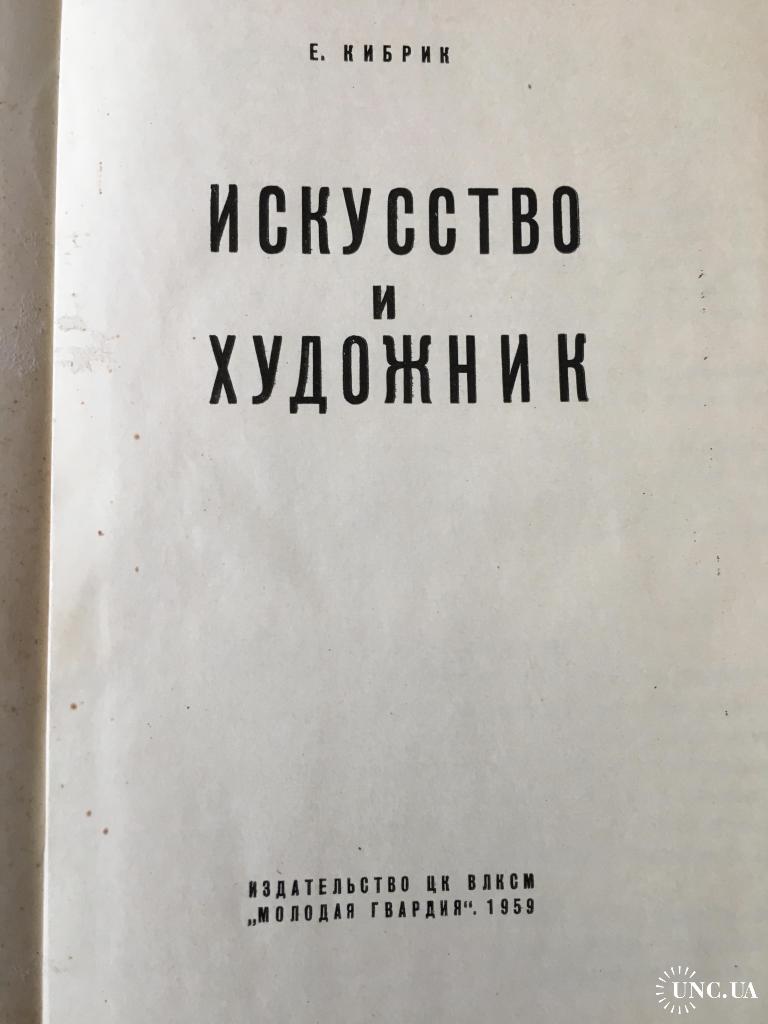 Е. КИБРИК
ИСКУССТВО
И
ХУДОЖНИК
ИЗДАТЕЛЬСТВО ЦК ВЛКСМ
„МОЛОДАЯ ГВАРДИЯ“. 1959
UNC.UA